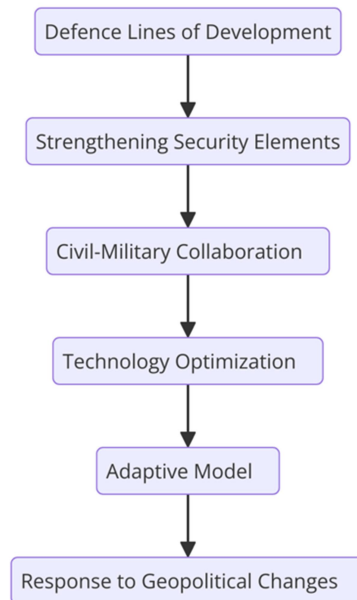 Defence Lines of Development
Strengthening Security Elements
Civil-Military Collaboration
Technology Optimization
Adaptive Model
Response to Geopolitical Changes